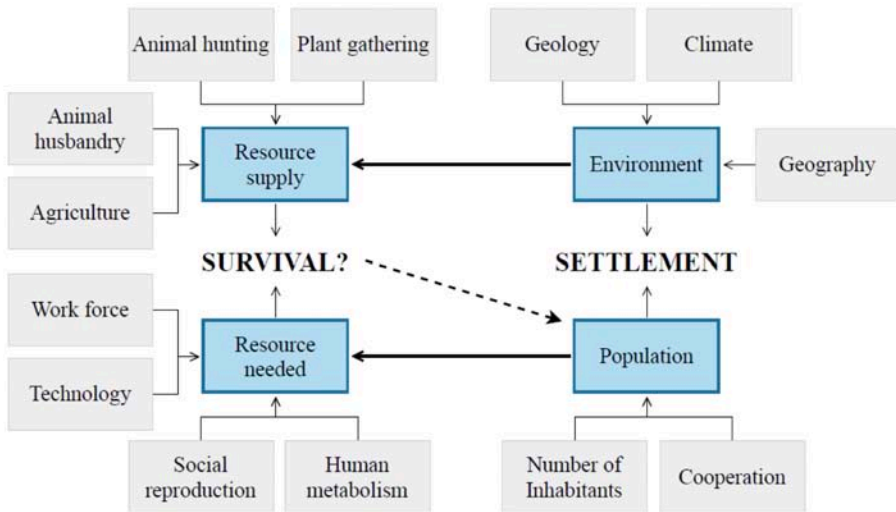 Animal hunting
Plant gathering
Geology
Climate
Animal
husbandry
Resource
supply
Environment
Geography
Agriculture
SURVIVAL?
SETTLEMENT
Work force
Resource
needed
Population
Technology
Social
reproduction
Human
metabolism
Number of
Inhabitants
Cooperation